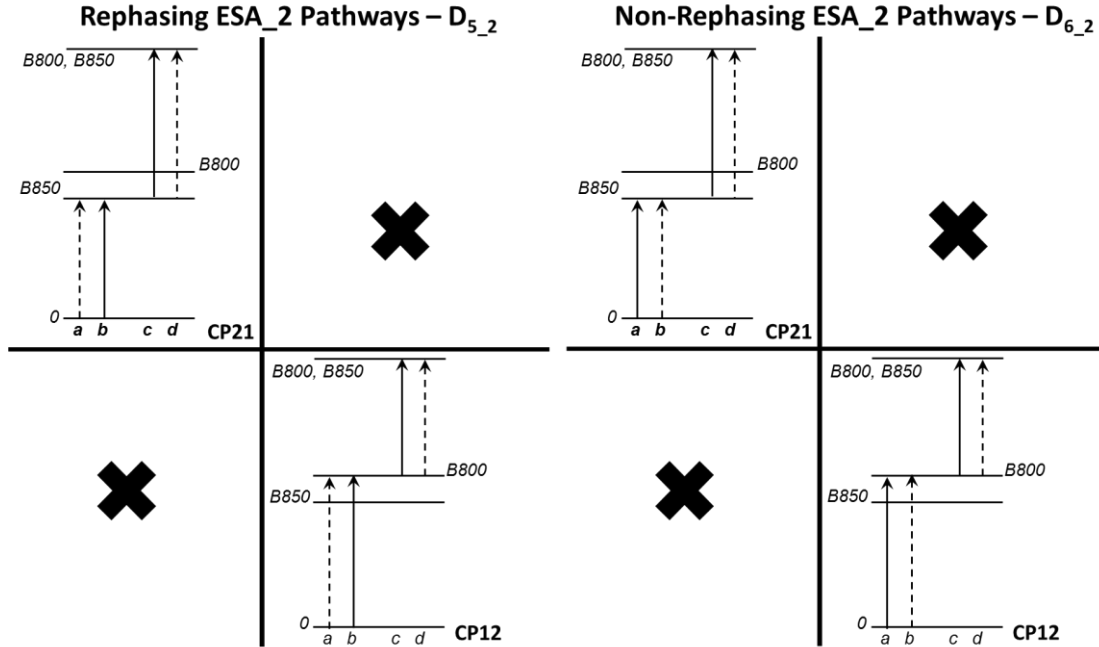 Rephasing ESA_2 Pathways – D5_2
B800, B850
B800
B850
0
a b c d
CP21
B800, B850
B800
B850
0
a b c d
CP12
Non-Rephasing ESA_2 Pathways – D6_2
B800, B850
B800
B850
0
a b c d
CP21
B800, B850
B800
B850
0
a b c d
CP12